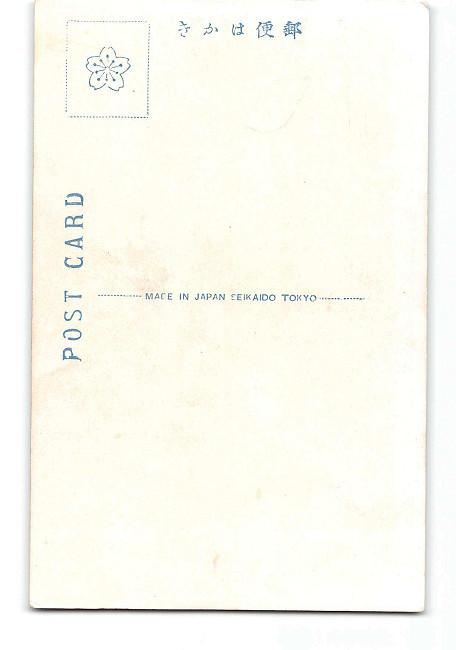 きかは便郵
POST CARD
MADE IN JAPAN SEIKAIDO TOKYO